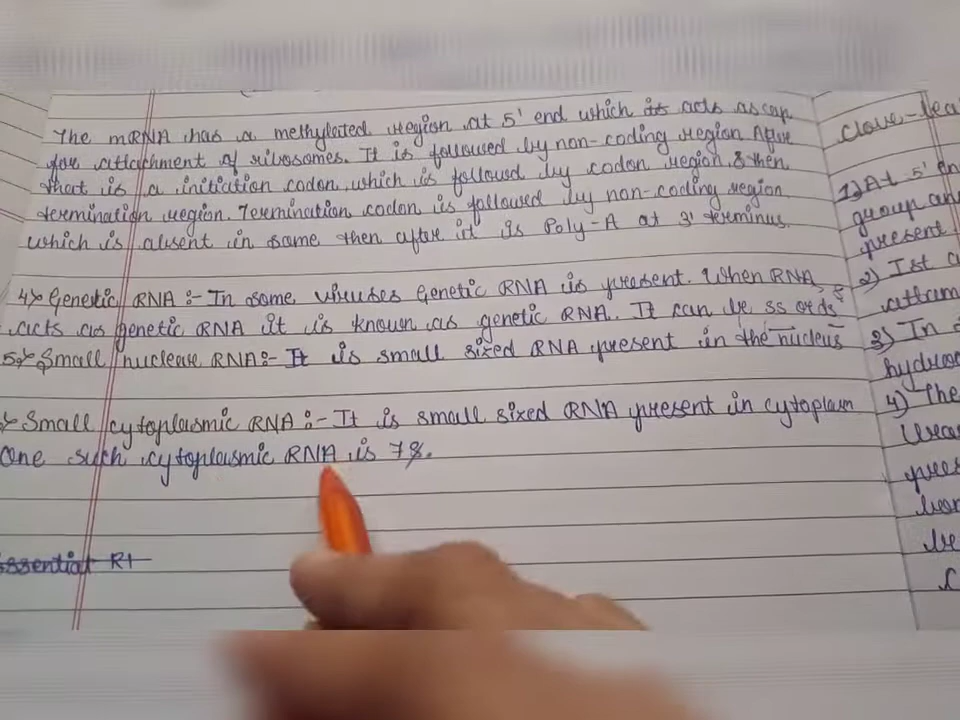 The mRNA has a methylated region at 5' end which its acts as cap
for attachment of ribosomes. It is followed by non-coding region After
that is a initiation codon which is followed by codon region & then
termination region. Termination codon is followed by non-coding region
which is absent in some then after it is Poly-A at 3' terminus.
4) Genetic RNA :- In some viruses Genetic RNA is present. When RNA
acts as genetic RNA it is known as genetic RNA. It can be ss or ds
5) Small nuclear RNA:- It is small sized RNA present in the nucleus
Small cytoplasmic RNA :- It is small sized RNA present in cytoplasm
One such cytoplasmic RNA is 7S.
ssential R1
clove-lea
1) At 5' en
group an
present
2) Ist
attam
3) In
hydro
4) The
be